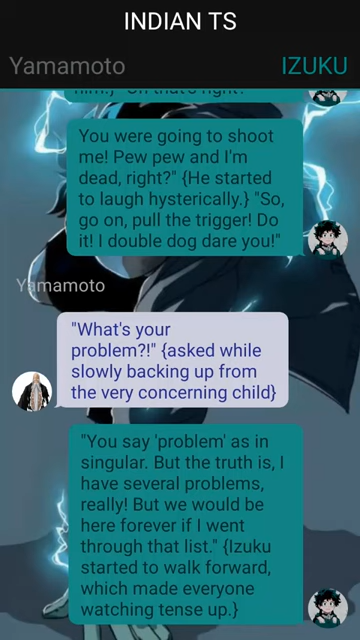 INDIAN TS
Yamamoto IZUKU
him!} "Oh that's right!
You were going to shoot
me! Pew pew and I'm
dead, right?" {He started
to laugh hysterically.} "So,
go on, pull the trigger! Do
it! I double dog dare you!"
Yamamoto
"What's your
problem?!" {asked while
slowly backing up from
the very concerning child}
"You say 'problem' as in
singular. But the truth is, I
have several problems,
really! But we would be
here forever if I went
through that list." {Izuku
started to walk forward,
which made everyone
watching tense up.}